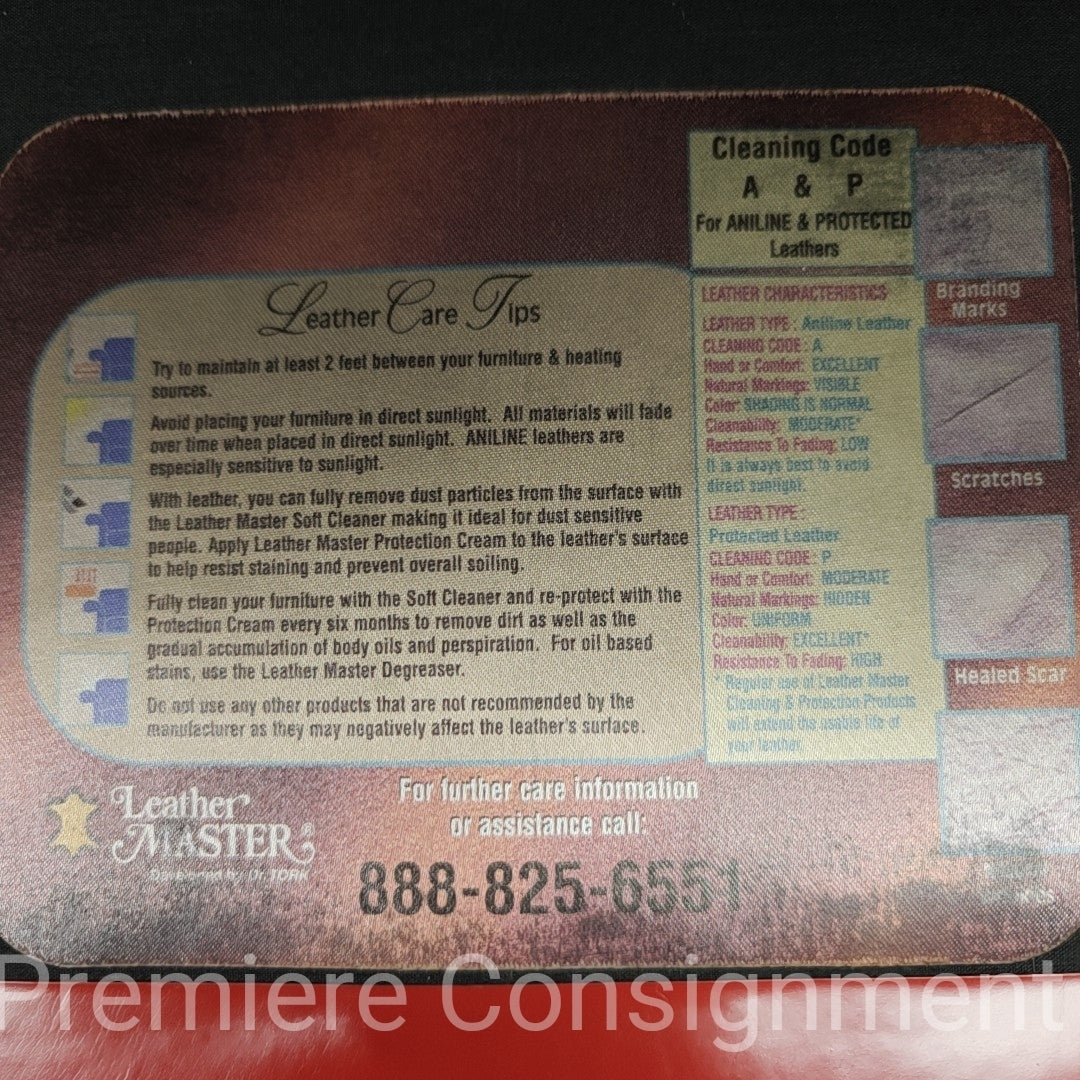 Cleaning Code
A & P
For ANILINE & PROTECTED
Leathers
Leather Care Tips
Try to maintain at least 2 feet between your furniture & heating
sources.
Avoid placing your furniture in direct sunlight. All materials will fade
over time when placed in direct sunlight. ANILINE leathers are
especially sensitive to sunlight.
With leather, you can fully remove dust particles from the surface with
the Leather Master Soft Cleaner making it ideal for dust sensitive
people. Apply Leather Master Protection Cream to the leather's surface
to help resist staining and prevent overall soiling.
Fully clean your furniture with the Soft Cleaner and re-protect with the
Protection Cream every six months to remove dirt as well as the
gradual accumulation of body oils and perspiration. For oil based
stains, use the Leather Master Degreaser.
Do not use any other products that are not recommended by the
manufacturer as they may negatively affect the leather's surface.
LEATHER CHARACTERISTICS
LEATHER TYPE : Aniline Leather
CLEANING CODE : A
Hand or Comfort: EXCELLENT
Natural Markings: VISIBLE
Color: SHADING IS NORMAL
Cleanability: MODERATE*
Resistance To Fading: LOW
It is always best to avoid
direct sunlight.
LEATHER TYPE :
Protected Leather
CLEANING CODE : P
Hand or Comfort: MODERATE
Natural Markings: HIDDEN
Color: UNIFORM
Cleanability: EXCELLENT*
Resistance To Fading: HIGH
* Regular use of Leather Master
Cleaning & Protection Products
will extend the usable life of
your leather.
Branding
Marks
Scratches
Healed Scar
Leather
MASTER®
Developed by Dr. TORK
For further care information
or assistance call:
888-825-6551
Premiere Consignment